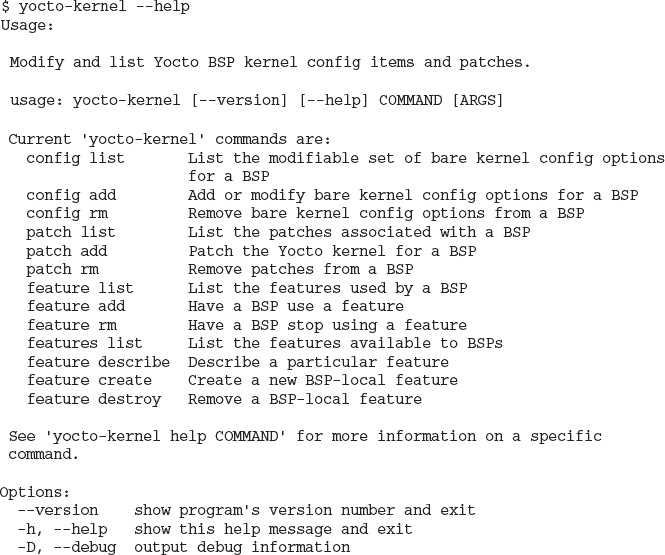 $ yocto-kernel --help
Usage:
Modify and list Yocto BSP kernel config items and patches.
usage: yocto-kernel [--version] [--help] COMMAND [ARGS]
Current 'yocto-kernel' commands are:
config list       List the modifiable set of bare kernel config options
for a BSP
config add        Add or modify bare kernel config options for a BSP
config rm         Remove bare kernel config options from a BSP
patch list        List the patches associated with a BSP
patch add         Patch the Yocto kernel for a BSP
patch rm          Remove patches from a BSP
feature list      List the features used by a BSP
feature add       Have a BSP use a feature
feature rm        Have a BSP stop using a feature
features list     List the features available to BSPs
feature describe  Describe a particular feature
feature create    Create a new BSP-local feature
feature destroy   Remove a BSP-local feature
See 'yocto-kernel help COMMAND' for more information on a specific
command.
Options:
--version    show program's version number and exit
-h, --help   show this help message and exit
-D, --debug  output debug information